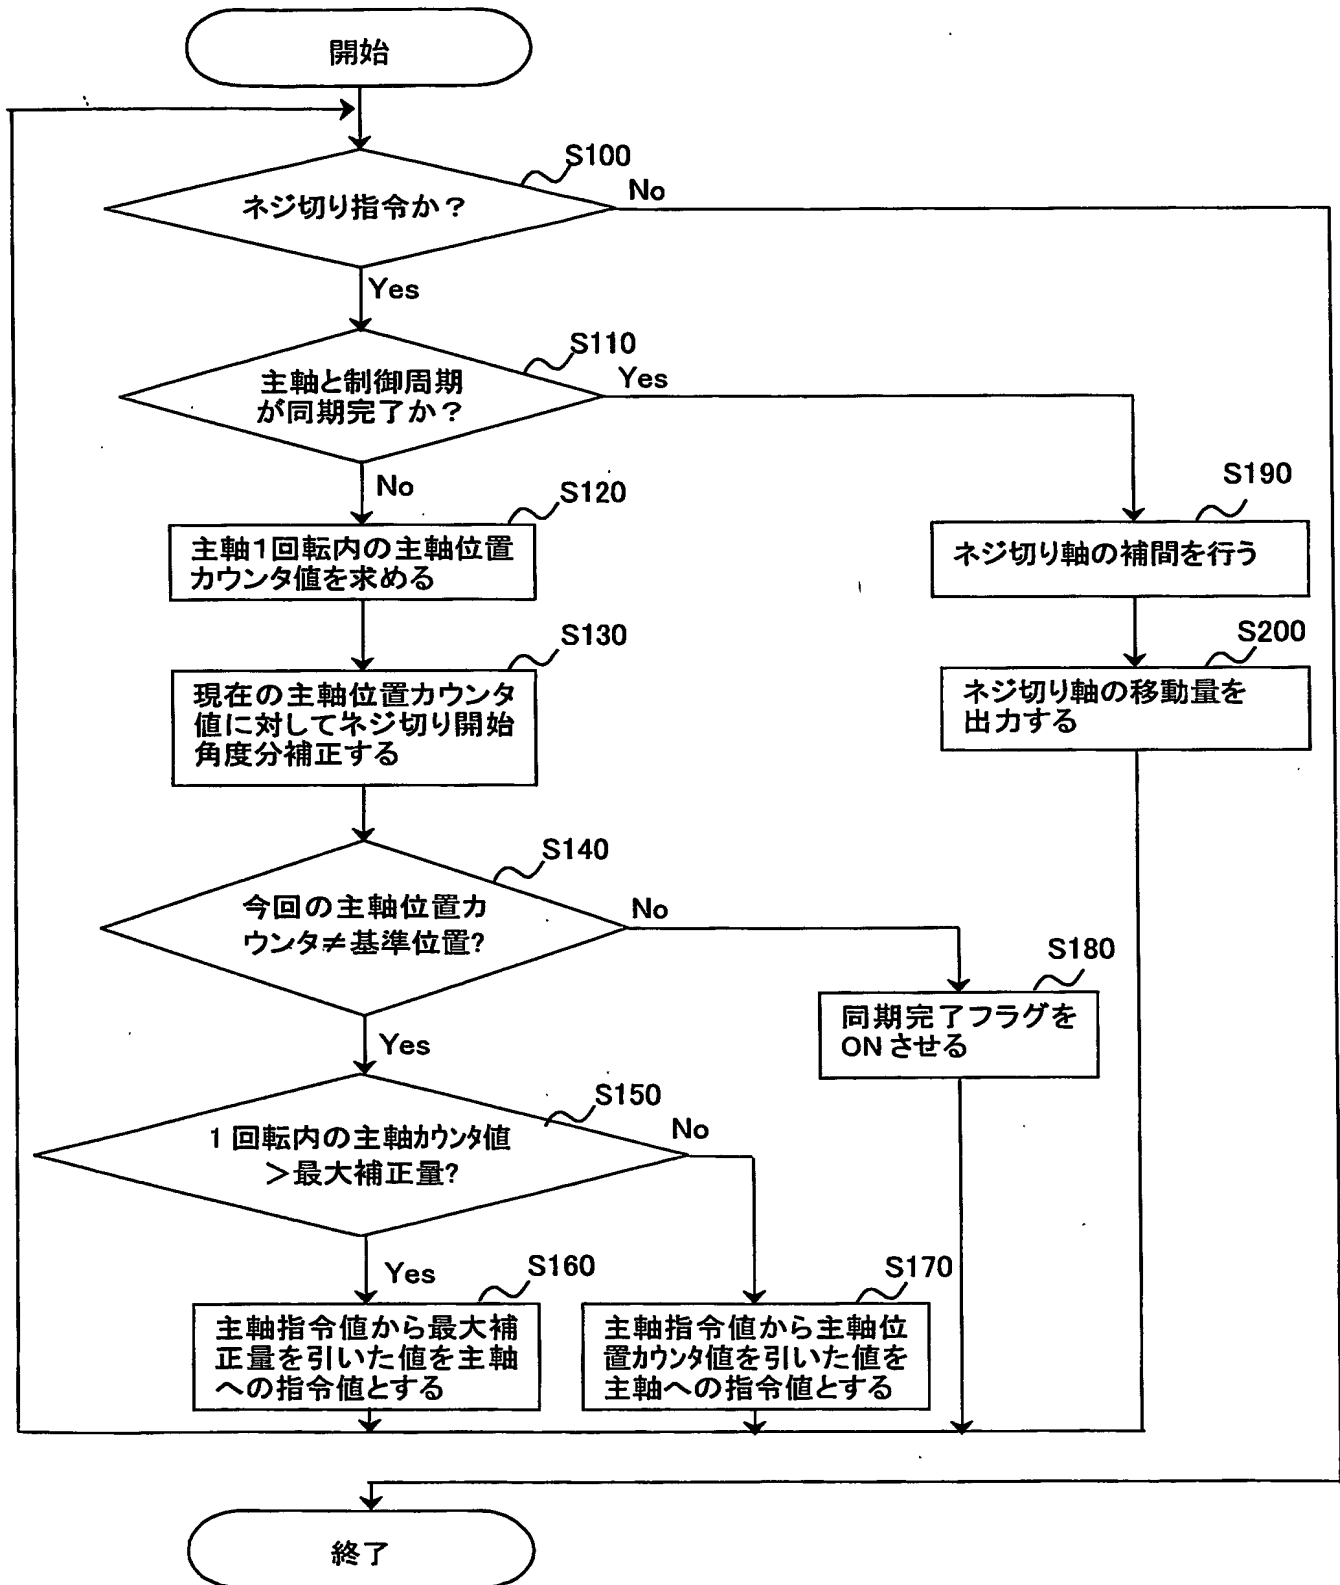 開始
S100
ネジ切り指令か？
No
Yes
S110
主軸と制御周期
が同期完了か？
Yes
No
S120
主軸1回転内の主軸位置
カウンタ値を求める
S190
ネジ切り軸の補間を行う
S130
現在の主軸位置カウンタ
値に対してネジ切り開始
角度分補正する
S200
ネジ切り軸の移動量を
出力する
S140
今回の主軸位置カ
ウンタ≠基準位置?
No
Yes
S180
同期完了フラグを
ONさせる
S150
1回転内の主軸ｶｳﾝﾀ値
＞最大補正量?
No
Yes
S160
主軸指令値から最大補
正量を引いた値を主軸
への指令値とする
S170
主軸指令値から主軸位
置ｶｳﾝﾀ値を引いた値を
主軸への指令値とする
終了